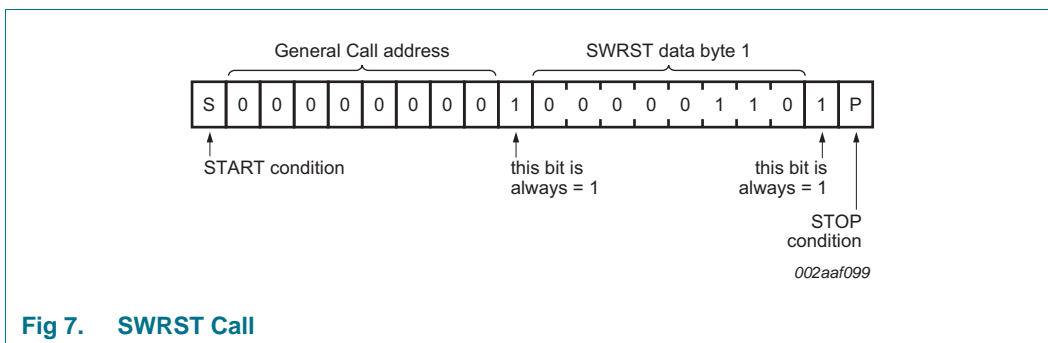 General Call address SWRST data byte 1
S 0 0 0 0 0 0 0 0 1 0 0 0 0 0 1 1 0 1 P
START condition
this bit is
always = 1
this bit is
always = 1
STOP
condition
002aaf099
Fig 7. SWRST Call